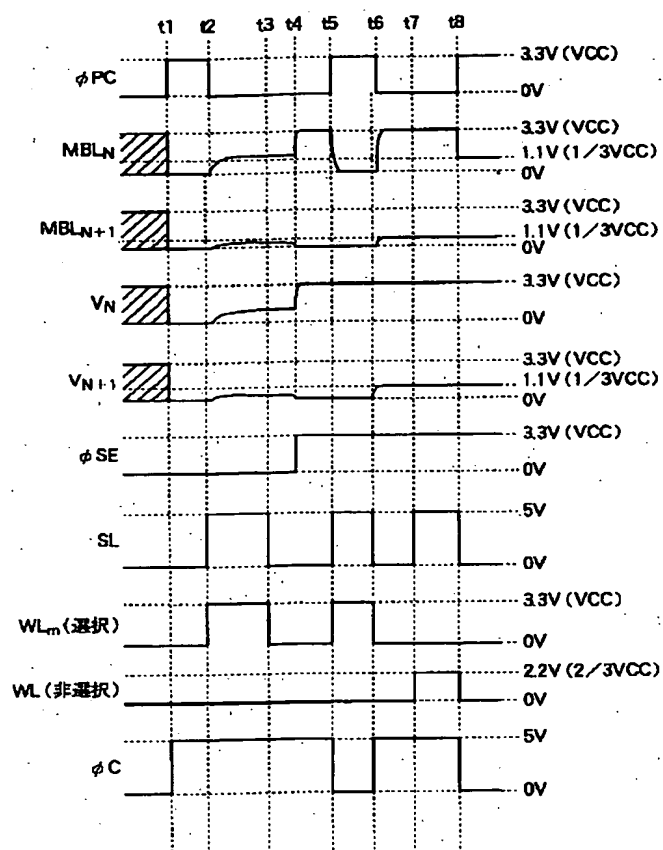 t1 t2 t3 t4 t5 t6 t7 t8
φPC
3.3V(VCC)
0V
MBLN
3.3V(VCC)
1.1V(1/3VCC)
0V
MBLN+1
3.3V(VCC)
1.1V(1/3VCC)
0V
VN
3.3V(VCC)
0V
VN+1
3.3V(VCC)
1.1V(1/3VCC)
0V
φSE
3.3V(VCC)
0V
SL
5V
0V
WLm(選択)
3.3V(VCC)
0V
WL(非選択)
2.2V(2/3VCC)
0V
φC
5V
0V